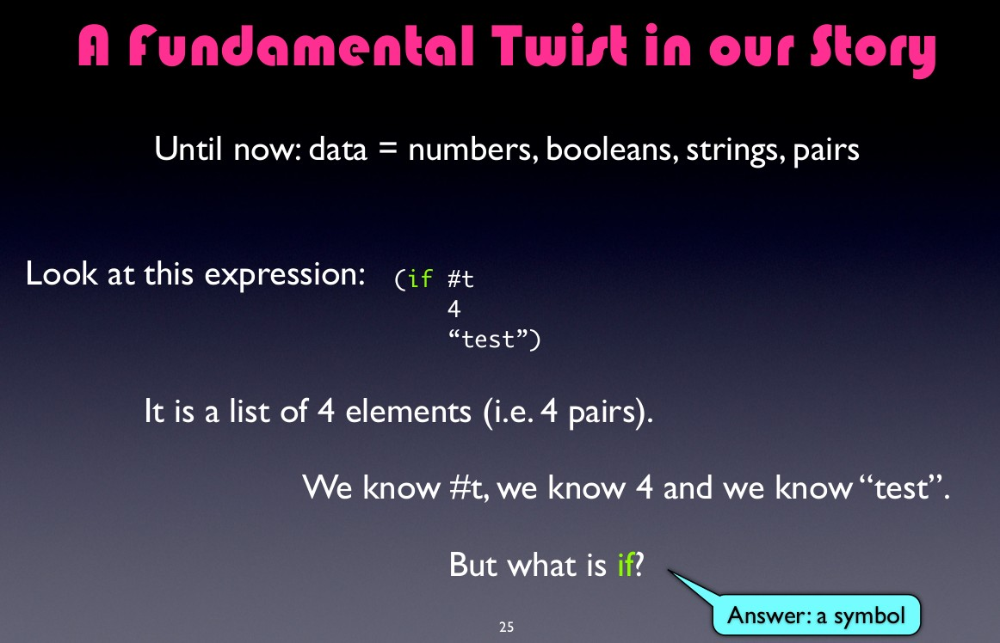 A Fundamental Twist in our Story
Until now: data = numbers, booleans, strings, pairs
Look at this expression: (if #t
4
“test”)
It is a list of 4 elements (i.e. 4 pairs).
We know #t, we know 4 and we know “test”.
But what is if?
Answer: a symbol
25